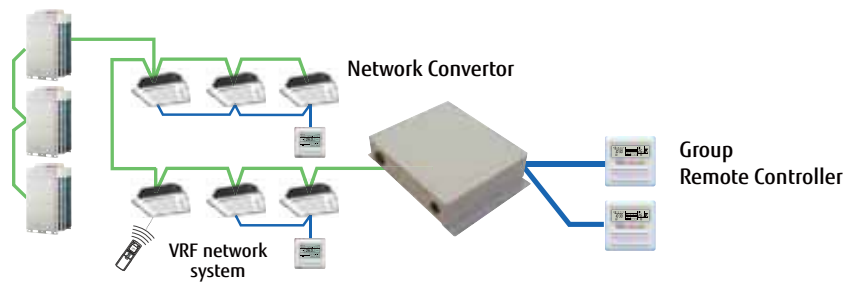 Network Convertor
Group
Remote Controller
VRF network
system